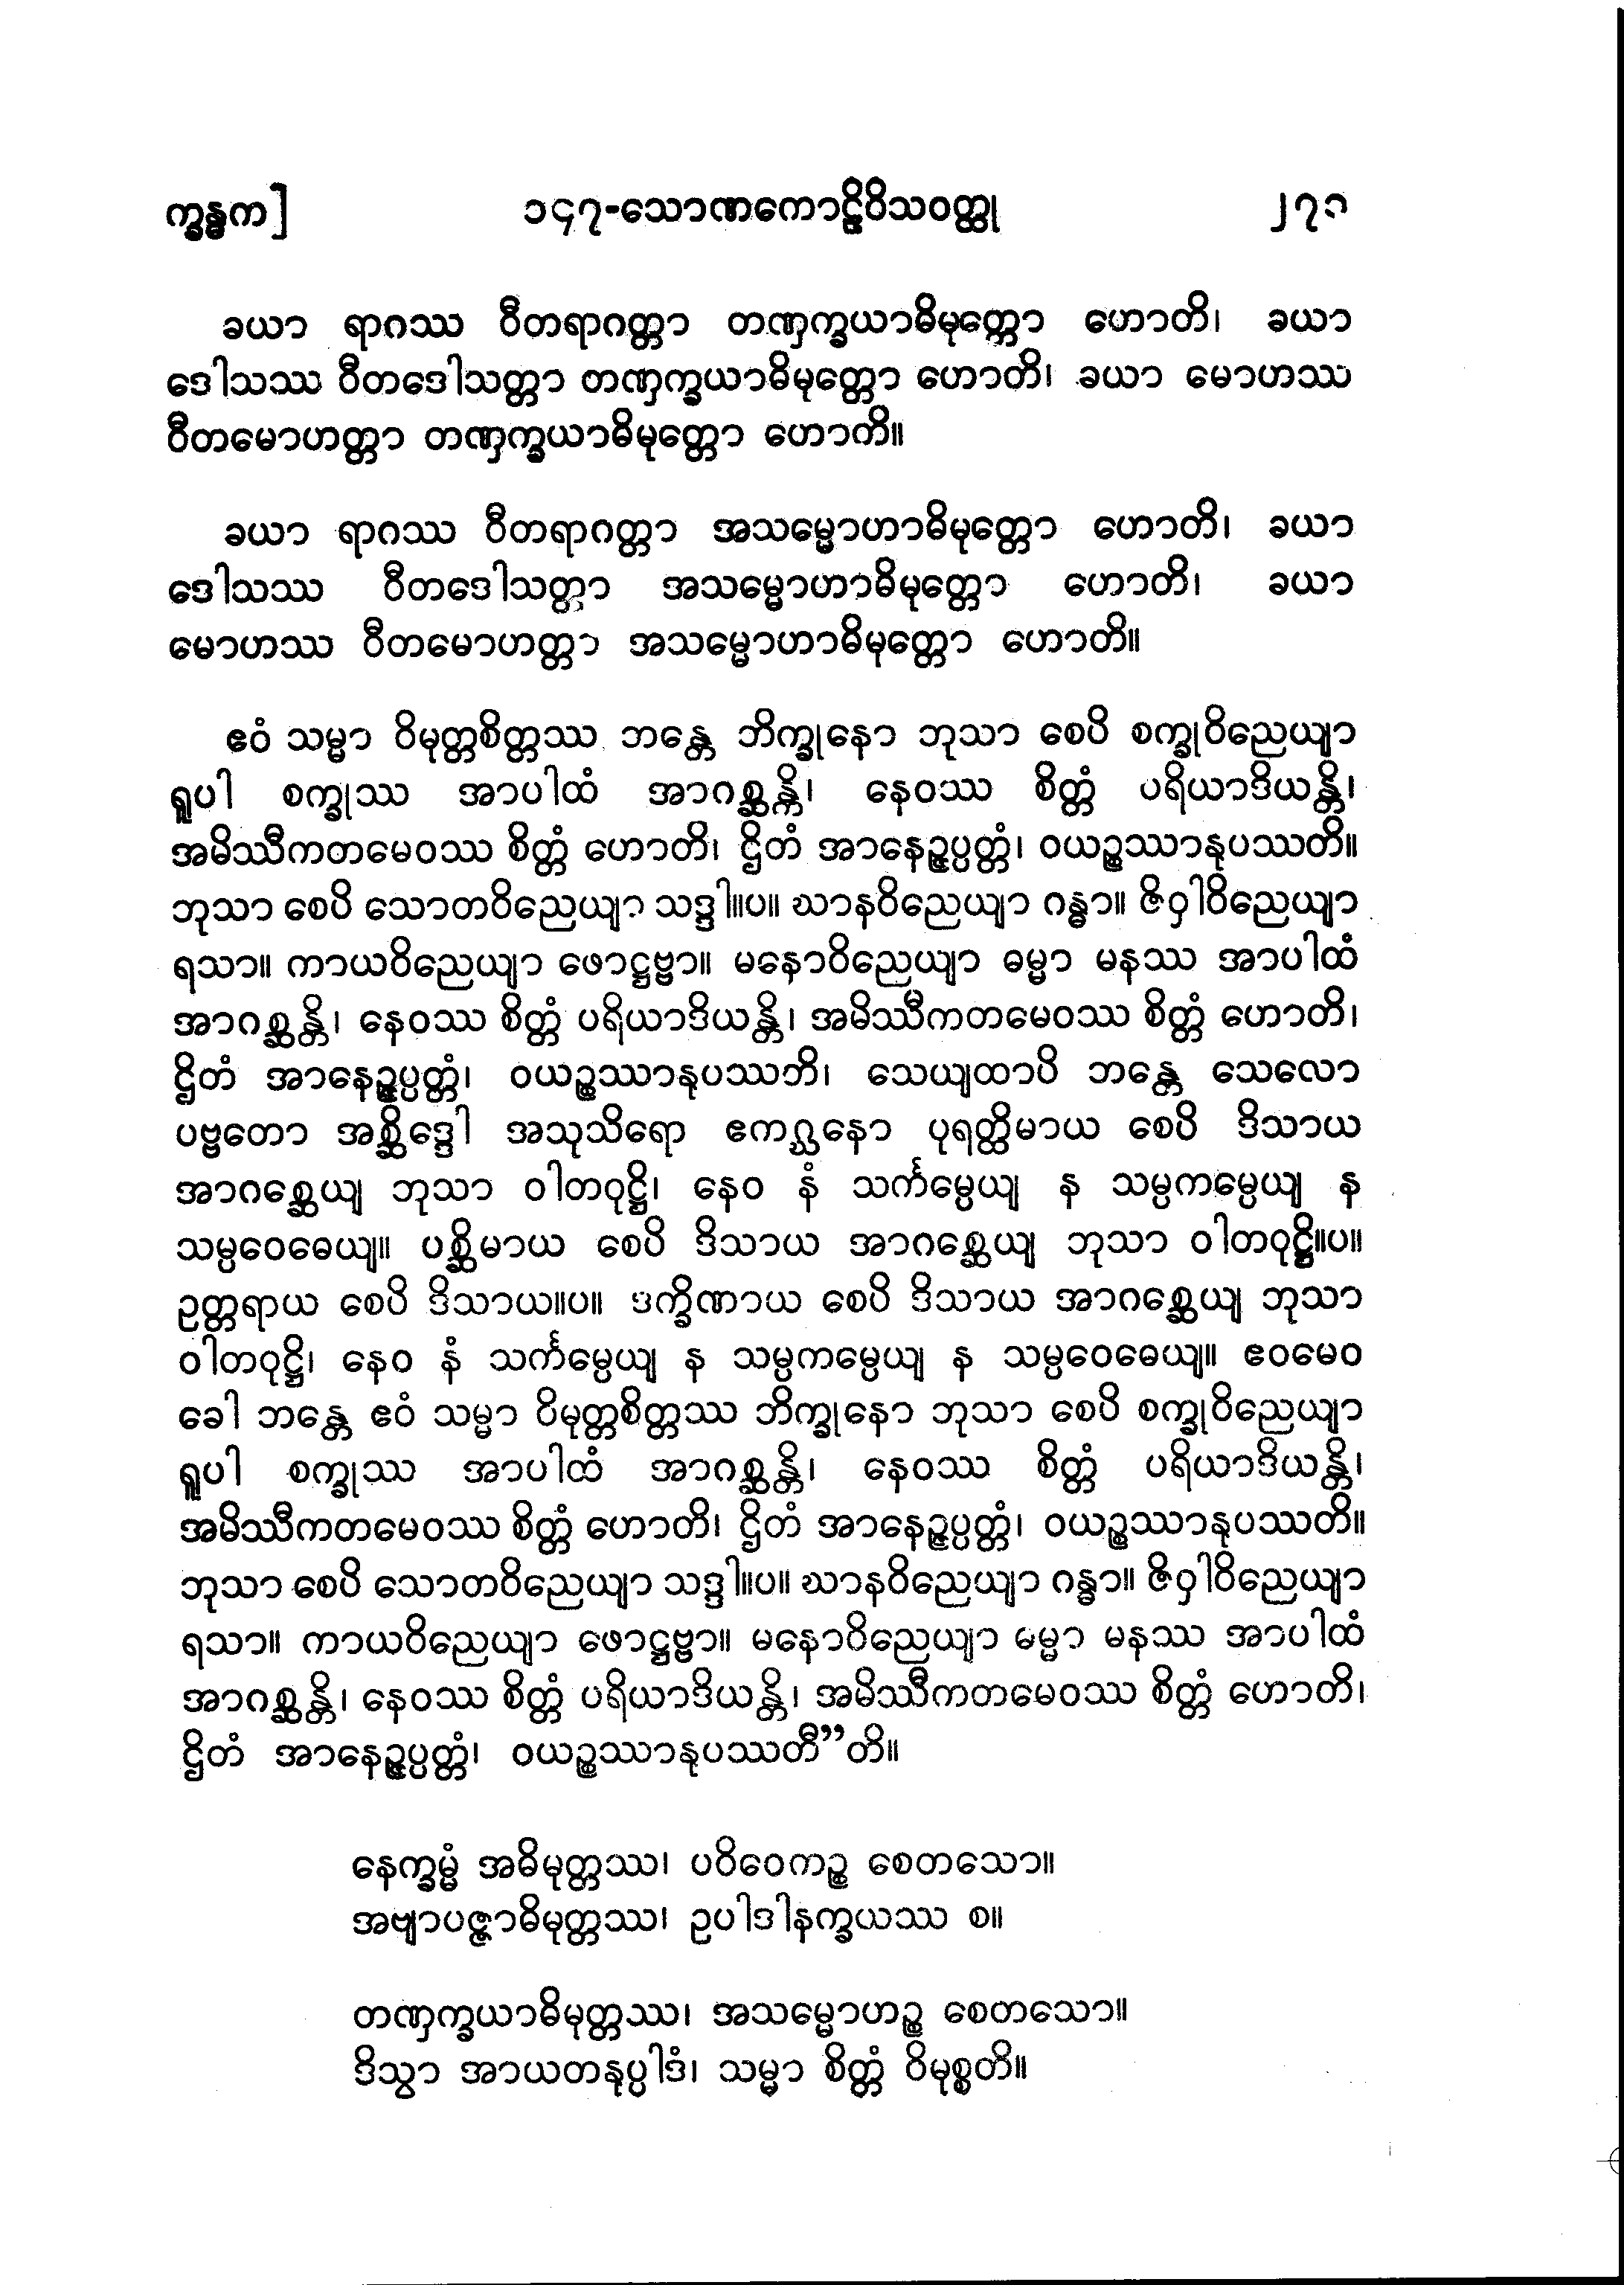 က္ခန္ဓက]
၁၄၇-သောဏကောဋိဝိသဝတ္ထု
၂၇၁
ခယာ ရာဂဿ ဝီတရာဂတ္တာ တဏှက္ခယာဓိမုတ္တော ဟောတိ၊ ခယာ
ဒေါသဿ ဝီတဒေါသတ္တာ တဏှက္ခယာဓိမုတ္တော ဟောတိ၊ ခယာ မောဟဿ
ဝီတမောဟတ္တာ တဏှက္ခယာဓိမုတ္တော ဟောတိ။
ခယာ ရာဂဿ ဝီတရာဂတ္တာ အသမ္မောဟာဓိမုတ္တော ဟောတိ၊ ခယာ
ဒေါသဿ ဝီတဒေါသတ္တာ အသမ္မောဟာဓိမုတ္တော ဟောတိ၊ ခယာ
မောဟဿ ဝီတမောဟတ္တာ အသမ္မောဟာဓိမုတ္တော ဟောတိ။
ဧဝံ သမ္မာ ဝိမုတ္တစိတ္တဿ ဘန္တေ ဘိက္ခုနော ဘုသာ စေပိ စက္ခုဝိညေယျာ
ရူပါ စက္ခုဿ အာပါထံ အာဂစ္ဆန္တိ၊ နေဝဿ စိတ္တံ ပရိယာဒိယန္တိ၊
အမိဿီကတမေဝဿ စိတ္တံ ဟောတိ၊ ဌိတံ အာနေဉ္ဇပ္ပတ္တံ၊ ဝယဉ္စဿာနုပဿတိ။
ဘုသာ စေပိ သောတဝိညေယျာ သဒ္ဒါ။ပ။ ဃာနဝိညေယျာ ဂန္ဓာ။ ဇိဝှါဝိညေယျာ
ရသာ။ ကာယဝိညေယျာ ဖောဋ္ဌဗ္ဗာ။ မနောဝိညေယျာ ဓမ္မာ မနဿ အာပါထံ
အာဂစ္ဆန္တိ၊ နေဝဿ စိတ္တံ ပရိယာဒိယန္တိ၊ အမိဿီကတမေဝဿ စိတ္တံ ဟောတိ၊
ဌိတံ အာနေဉ္ဇပ္ပတ္တံ၊ ဝယဉ္စဿာနုပဿတိ၊ သေယျထာပိ ဘန္တေ သေလော
ပဗ္ဗတော အစ္ဆိဒ္ဒေါ အသုသိရော ဧကဂ္ဃနော ပုရတ္ထိမာယ စေပိ ဒိသာယ
အာဂစ္ဆေယျ ဘုသာ ဝါတဝုဋ္ဌိ၊ နေဝ နံ သင်္ကမ္ပေယျ န သမ္ပကမ္ပေယျ န
သမ္ပဝေဓေယျ။ ပစ္ဆိမာယ စေပိ ဒိသာယ အာဂစ္ဆေယျ ဘုသာ ဝါတဝုဋ္ဌိ။ပ။
ဥတ္တရာယ စေပိ ဒိသာယ။ပ။ ဒက္ခိဏာယ စေပိ ဒိသာယ အာဂစ္ဆေယျ ဘုသာ
ဝါတဝုဋ္ဌိ၊ နေဝ နံ သင်္ကမ္ပေယျ န သမ္ပကမ္ပေယျ န သမ္ပဝေဓေယျ။ ဧဝမေဝ
ခေါ ဘန္တေ ဧဝံ သမ္မာ ဝိမုတ္တစိတ္တဿ ဘိက္ခုနော ဘုသာ စေပိ စက္ခုဝိညေယျာ
ရူပါ စက္ခုဿ အာပါထံ အာဂစ္ဆန္တိ၊ နေဝဿ စိတ္တံ ပရိယာဒိယန္တိ၊
အမိဿီကတမေဝဿ စိတ္တံ ဟောတိ၊ ဌိတံ အာနေဉ္ဇပ္ပတ္တံ၊ ဝယဉ္စဿာနုပဿတိ။
ဘုသာ စေပိ သောတဝိညေယျာ သဒ္ဒါ။ပ။ ဃာနဝိညေယျာ ဂန္ဓာ။ ဇိဝှါဝိညေယျာ
ရသာ။ ကာယဝိညေယျာ ဖောဋ္ဌဗ္ဗာ။ မနောဝိညေယျာ ဓမ္မာ မနဿ အာပါထံ
အာဂစ္ဆန္တိ၊ နေဝဿ စိတ္တံ ပရိယာဒိယန္တိ၊ အမိဿီကတမေဝဿ စိတ္တံ ဟောတိ၊
ဌိတံ အာနေဉ္ဇပ္ပတ္တံ၊ ဝယဉ္စဿာနုပဿတီ”တိ။
နေက္ခမ္မံ အဓိမုတ္တဿ၊ ပဝိဝေကဉ္စ စေတသော။
အဗျာပဇ္ဇာဓိမုတ္တဿ၊ ဥပါဒါနက္ခယဿ စ။
တဏှက္ခယာဓိမုတ္တဿ၊ အသမ္မောဟဉ္စ စေတသော။
ဒိသွာ အာယတနုပ္ပါဒံ၊ သမ္မာ စိတ္တံ ဝိမုစ္စတိ။